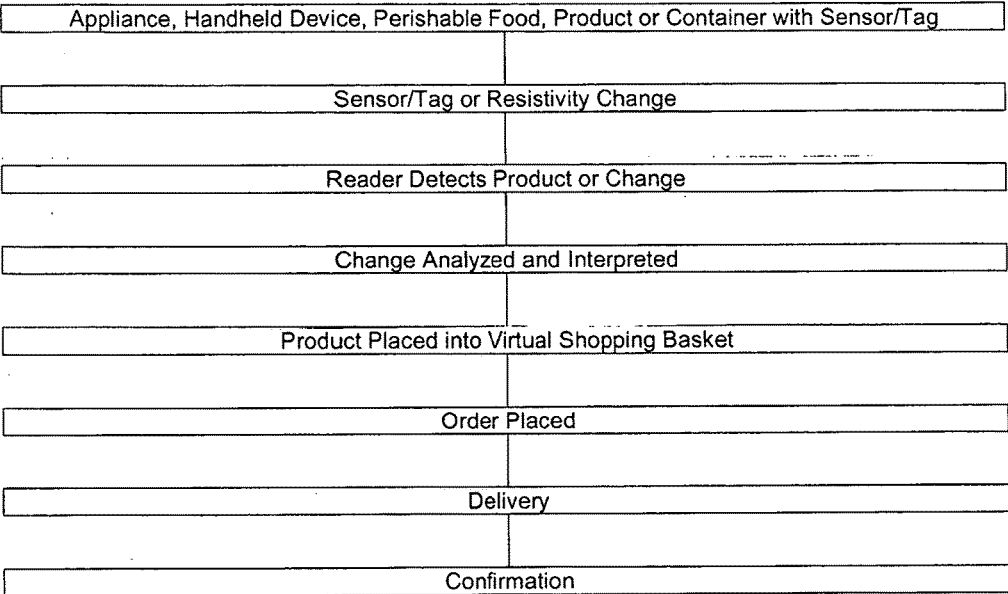 Appliance, Handheld Device, Perishable Food, Product or Container with Sensor/Tag
Sensor/Tag or Resistivity Change
Reader Detects Product or Change
Change Analyzed and Interpreted
Product Placed into Virtual Shopping Basket
Order Placed
Delivery
Confirmation